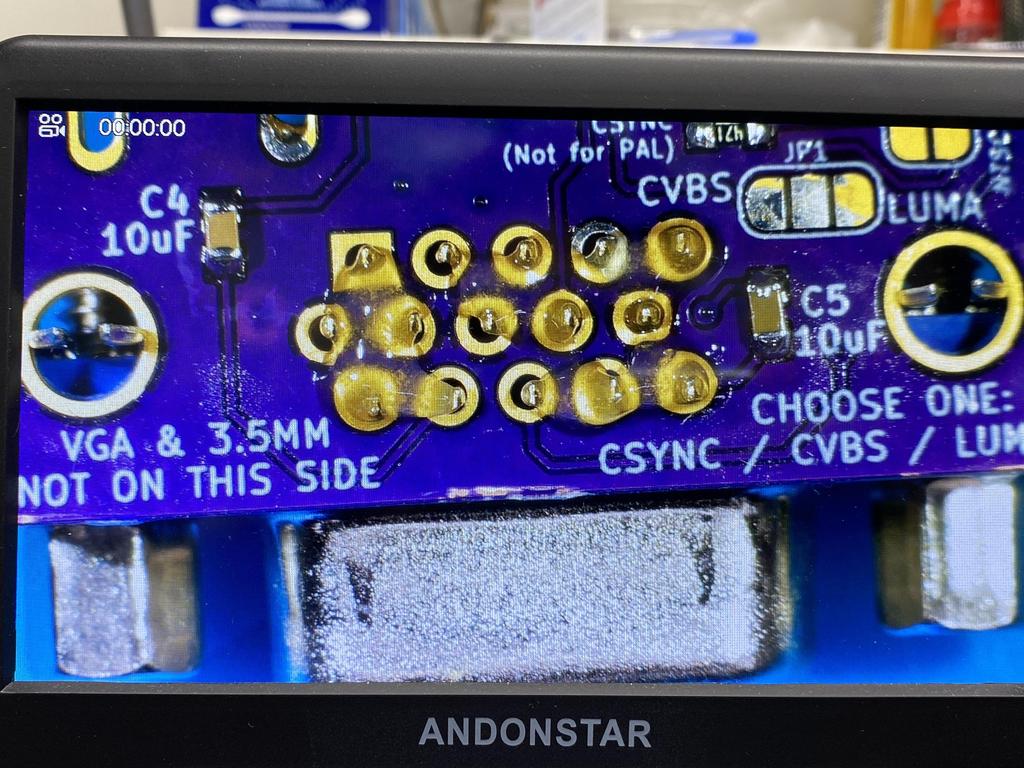 00:00:00
CSYNC
(Not for PAL)
471
JP1
CVBS
LUMA
C4
10uF
C5
10uF
CHOOSE ONE:
CSYNC / CVBS / LUM
VGA & 3.5MM
NOT ON THIS SIDE
ANDONSTAR